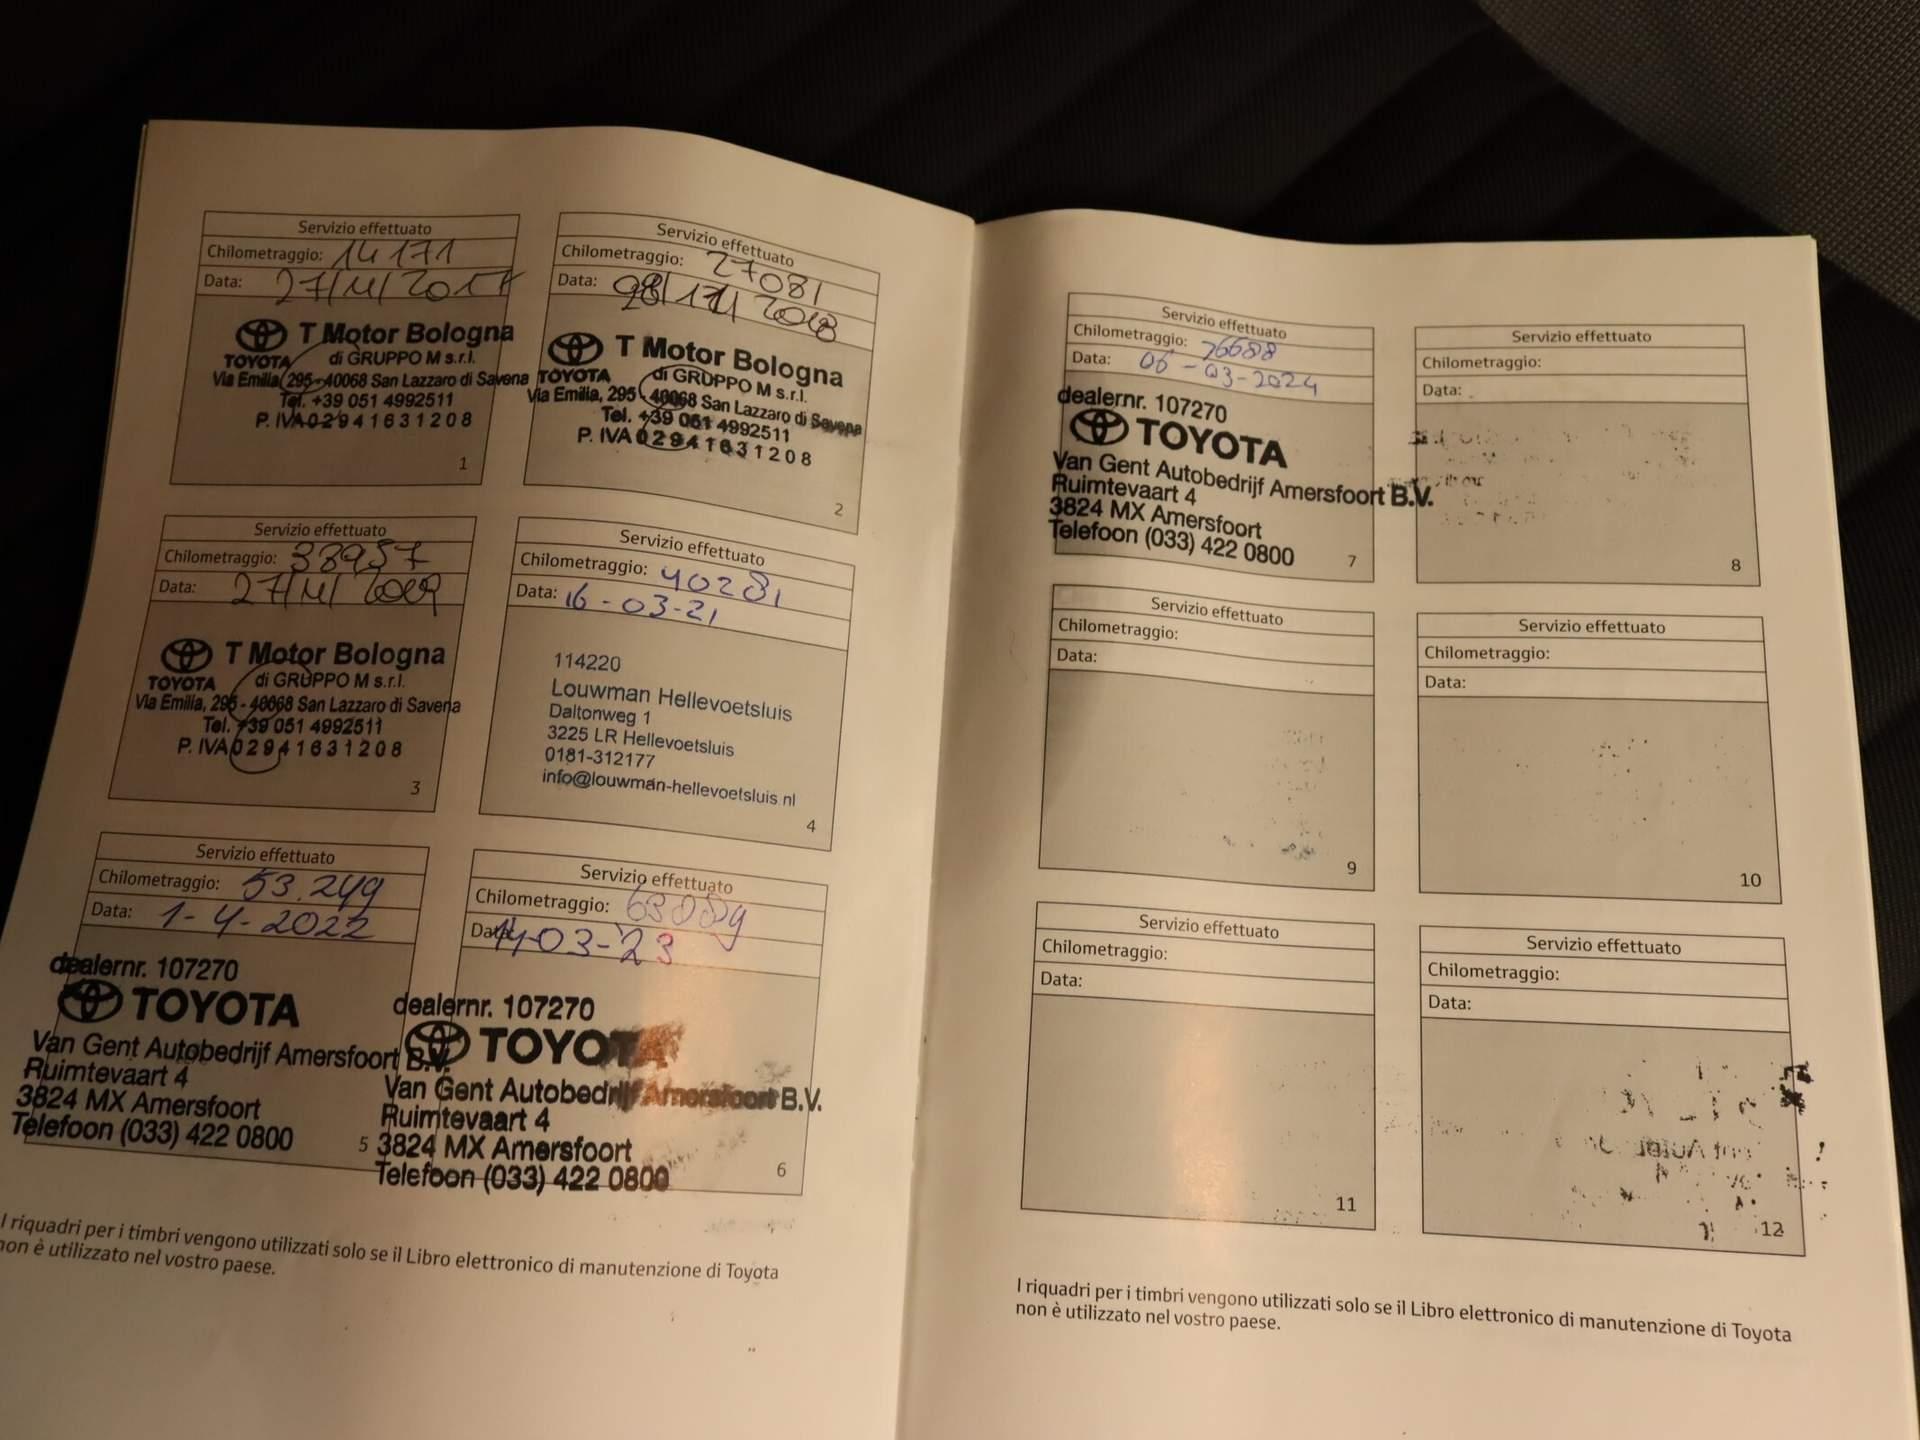 Servizio effettuato
Chilometraggio: 14171
Data: 27/11/2017
TOYOTA
T Motor Bologna
di GRUPPO M s.r.l.
Via Emilia, 295 - 40068 San Lazzaro di Savena
Tel. +39 051 4992511
P. IVA 02941631208
1
Servizio effettuato
Chilometraggio: 27081
Data: 28/11/2018
TOYOTA
T Motor Bologna
di GRUPPO M s.r.l.
Via Emilia, 295 - 40068 San Lazzaro di Savena
Tel. +39 051 4992511
P. IVA 02941631208
2
Servizio effettuato
Chilometraggio: 33957
Data: 27/11/2019
TOYOTA
T Motor Bologna
di GRUPPO M s.r.l.
Via Emilia, 295 - 40068 San Lazzaro di Savena
Tel. +39 051 4992511
P. IVA 02941631208
3
Servizio effettuato
Chilometraggio: 40281
Data: 16-03-21
114220
Louwman Hellevoetsluis
Daltonweg 1
3225 LR Hellevoetsluis
0181-312177
info@louwman-hellevoetsluis.nl
4
Servizio effettuato
Chilometraggio: 53.249
Data: 1-4-2022
dealernr. 107270
TOYOTA
Van Gent Autobedrijf Amersfoort B.V.
Ruimtevaart 4
3824 MX Amersfoort
Telefoon (033) 422 0800
5
Servizio effettuato
Chilometraggio: 63089
Data: 14-03-'23
dealernr. 107270
TOYOTA
Van Gent Autobedrijf Amersfoort B.V.
Ruimtevaart 4
3824 MX Amersfoort
Telefoon (033) 422 0800
6
I riquadri per i timbri vengono utilizzati solo se il Libro elettronico di manutenzione di Toyota
non è utilizzato nel vostro paese.
Servizio effettuato
Chilometraggio: 76688
Data: 06-03-2024
dealernr. 107270
TOYOTA
Van Gent Autobedrijf Amersfoort B.V.
Ruimtevaart 4
3824 MX Amersfoort
Telefoon (033) 422 0800
7
Servizio effettuato
Chilometraggio:
Data:
8
Servizio effettuato
Chilometraggio:
Data:
9
Servizio effettuato
Chilometraggio:
Data:
10
Servizio effettuato
Chilometraggio:
Data:
11
Servizio effettuato
Chilometraggio:
Data:
12
I riquadri per i timbri vengono utilizzati solo se il Libro elettronico di manutenzione di Toyota
non è utilizzato nel vostro paese.